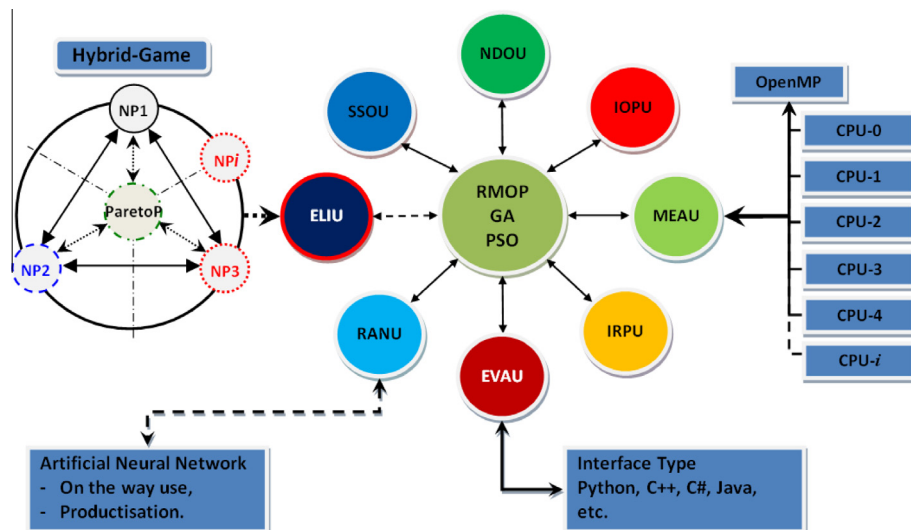 Hybrid-Game
NP1
NPi
ParetoP
NP2
NP3
NDOU
SSOU
IOPU
ELIU
RMOP
GA
PSO
MEAU
RANU
IRPU
EVAU
OpenMP
CPU-0
CPU-1
CPU-2
CPU-3
CPU-4
CPU-i
Artificial Neural Network
- On the way use,
- Productisation.
Interface Type
Python, C++, C#, Java,
etc.